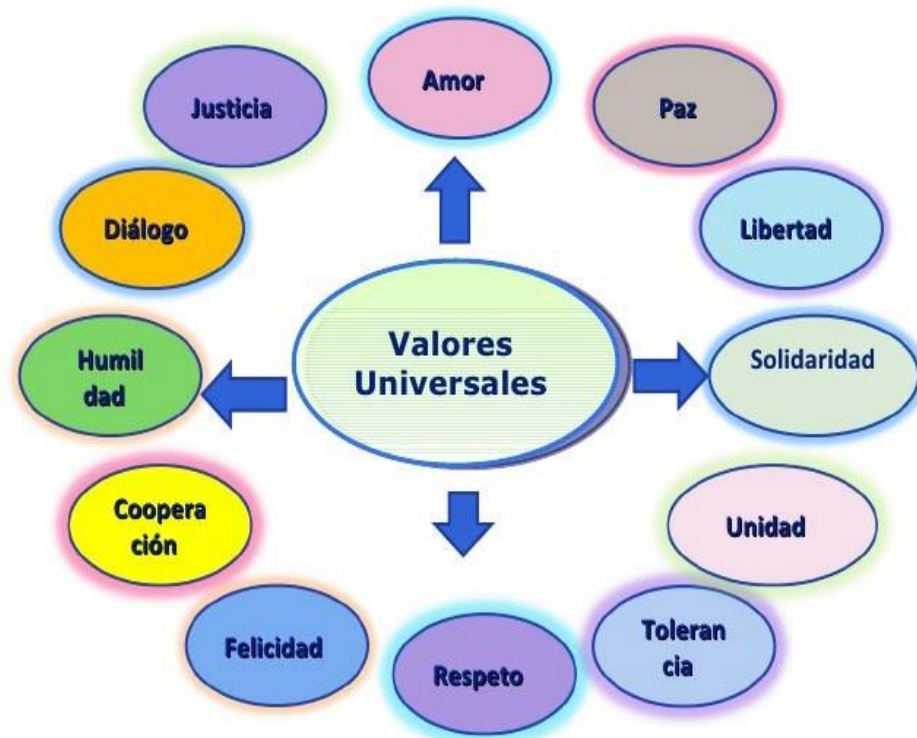 Amor
Paz
Justicia
Diálogo
Libertad
Valores
Universales
Humil
dad
Solidaridad
Coopera
ción
Unidad
Felicidad
Respeto
Toleran
cia